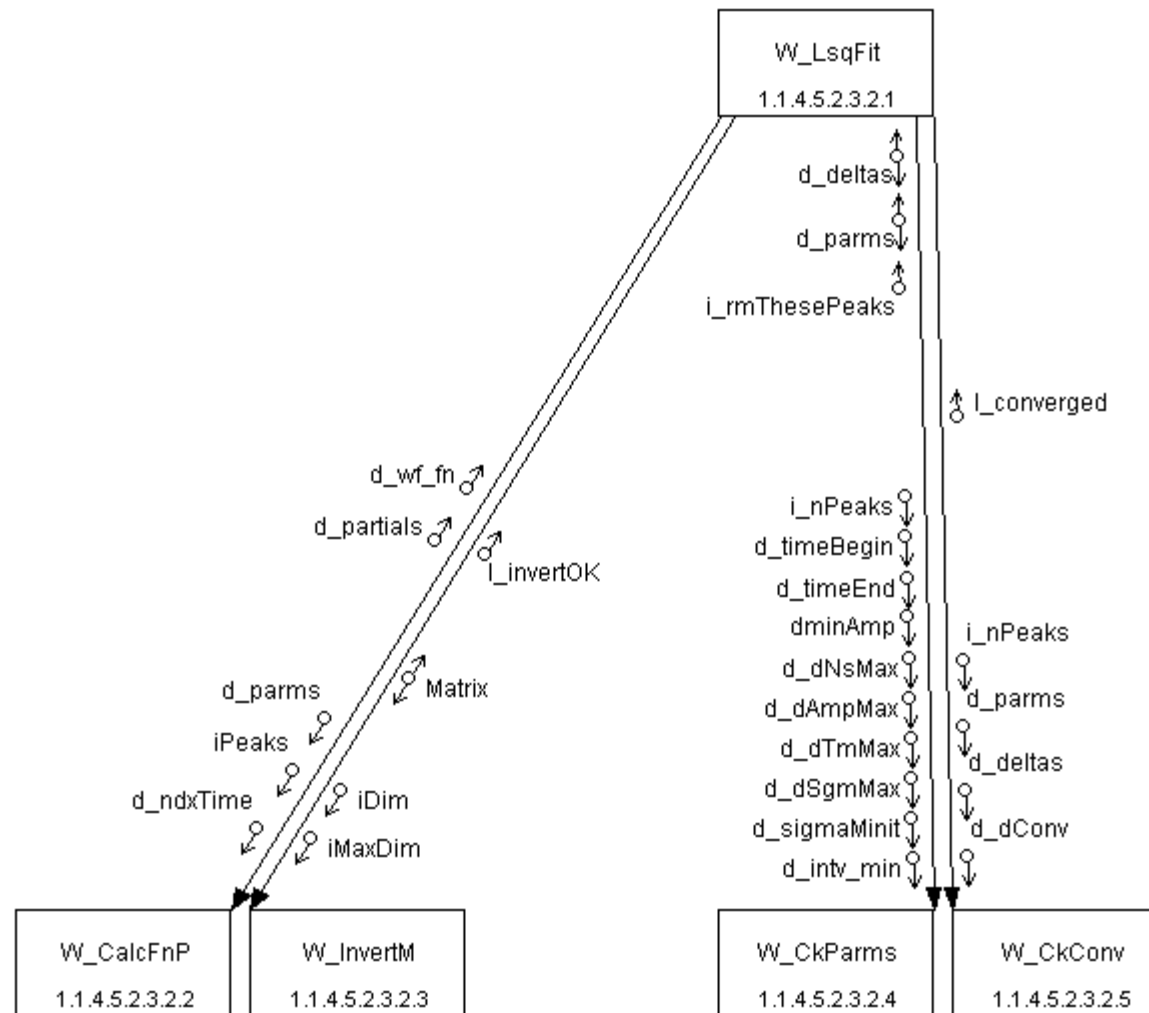 W_LsqFit
1.1.4.5.2.3.2.1
d_deltas
d_parms
i_rmThesePeaks
l_converged
d_wf_fn
d_partials
l_invertOK
i_nPeaks
d_timeBegin
d_timeEnd
dminAmp
d_dNsMax
d_dAmpMax
d_dTmMax
d_dSgmMax
d_sigmaMinit
d_intv_min
i_nPeaks
d_parms
d_deltas
d_dConv
Matrix
d_parms
iPeaks
d_ndxTime
iDim
iMaxDim
W_CalcFnP
1.1.4.5.2.3.2.2
W_InvertM
1.1.4.5.2.3.2.3
W_CkParms
1.1.4.5.2.3.2.4
W_CkConv
1.1.4.5.2.3.2.5